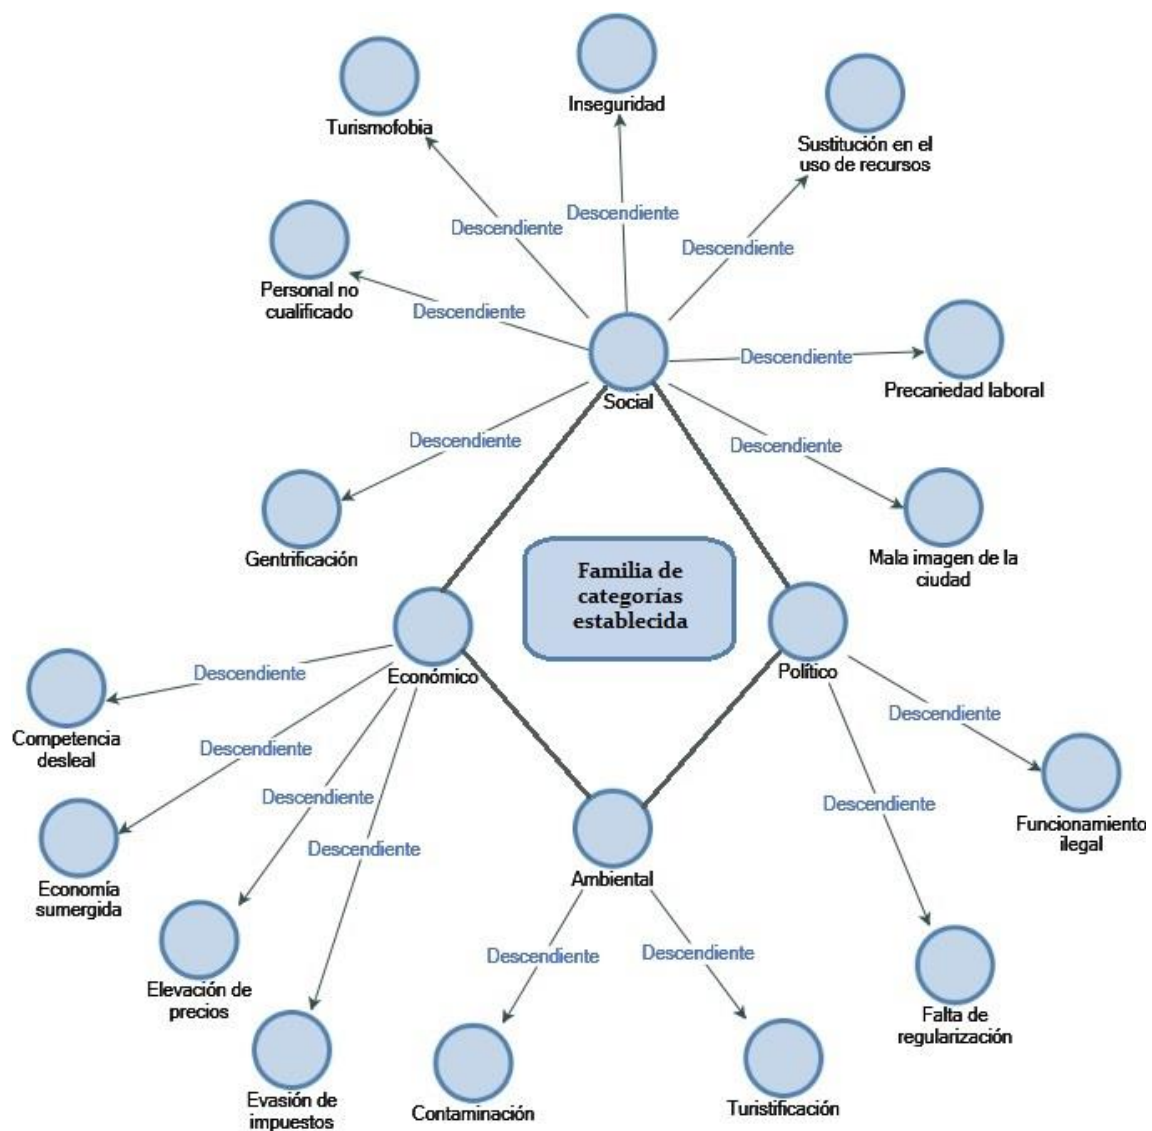 Inseguridad
Turismofobia
Sustitución en el
uso de recursos
Descendiente
Descendiente
Descendiente
Personal no
cualificado
Descendiente
Descendiente
Precariedad laboral
Social
Descendiente
Descendiente
Gentrificación
Mala imagen de la
ciudad
Familia de
categorías
establecida
Económico
Político
Descendiente
Competencia
desleal
Descendiente
Descendiente
Descendiente
Descendiente
Descendiente
Funcionamiento
ilegal
Economía
sumergida
Ambiental
Descendiente
Descendiente
Elevación de
precios
Falta de
regularización
Evasión de
impuestos
Contaminación
Turistificación